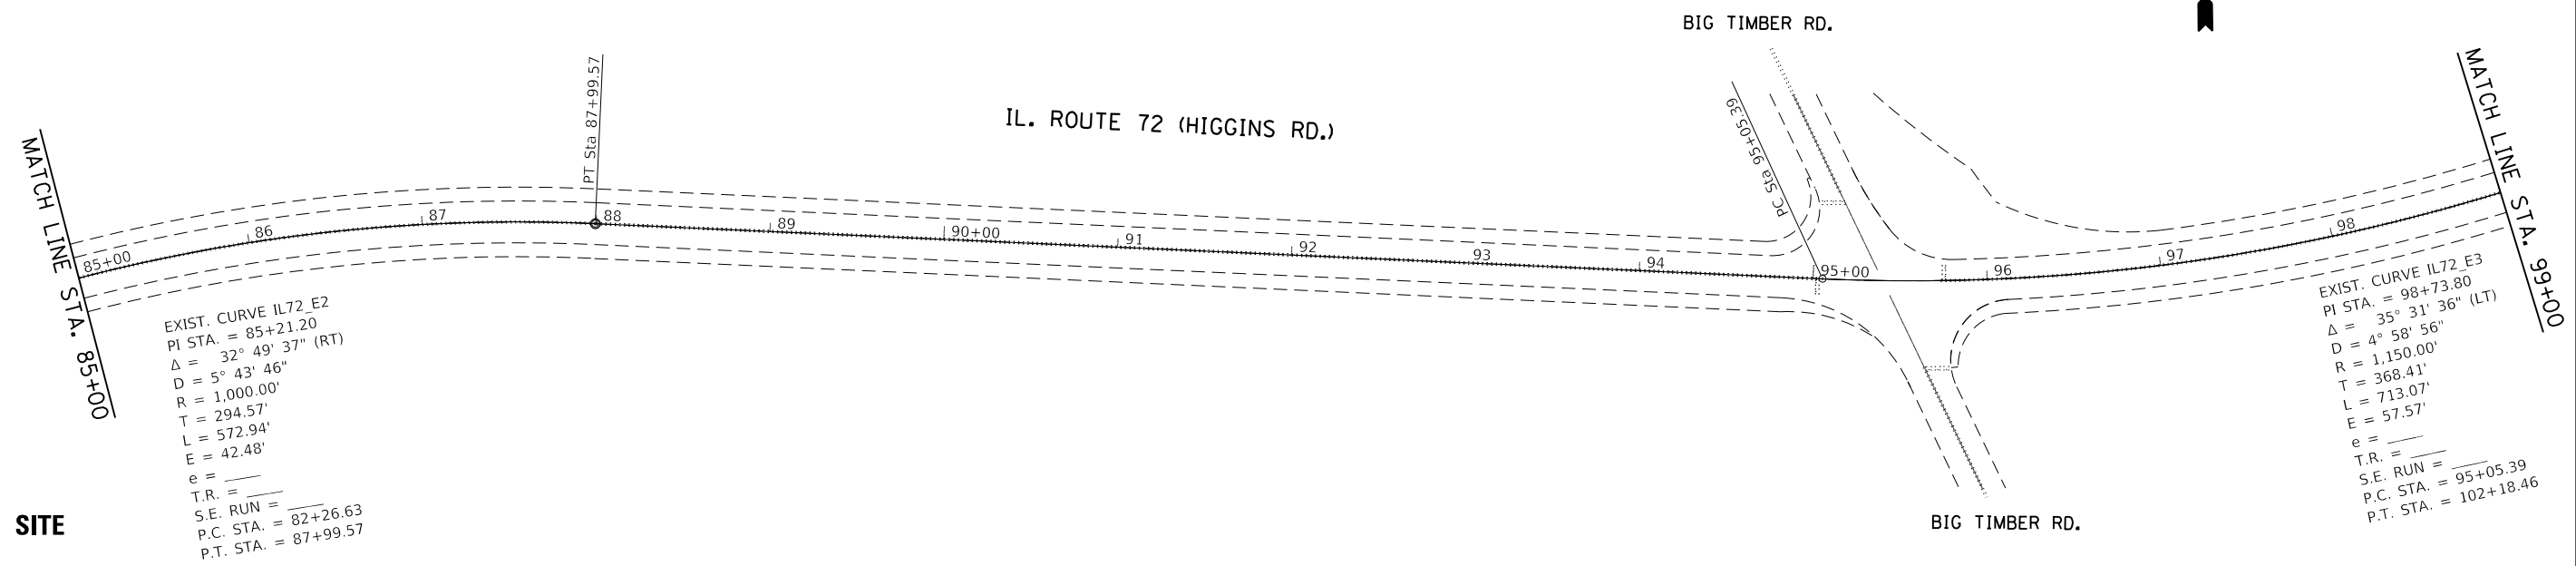 BIG TIMBER RD.
MATCH LINE STA. 85+00
PT Sta 87+99.57
IL. ROUTE 72 (HIGGINS RD.)
PC Sta 95+05.39
MATCH LINE STA. 99+00
85+00
86
87
88
89
90+00
91
92
93
94
95+00
96
97
98
EXIST. CURVE IL72_E2
PI STA. = 85+21.20
Δ = 32° 49' 37" (RT)
D = 5° 43' 46"
R = 1,000.00'
T = 294.57'
L = 572.94'
E = 42.48'
e = ____
T.R. = ____
S.E. RUN = ____
P.C. STA. = 82+26.63
P.T. STA. = 87+99.57
EXIST. CURVE IL72_E3
PI STA. = 98+73.80
Δ = 35° 31' 36" (LT)
D = 4° 58' 56"
R = 1,150.00'
T = 368.41'
L = 713.07'
E = 57.57'
e = ____
T.R. = ____
S.E. RUN = ____
P.C. STA. = 95+05.39
P.T. STA. = 102+18.46
SITE
BIG TIMBER RD.